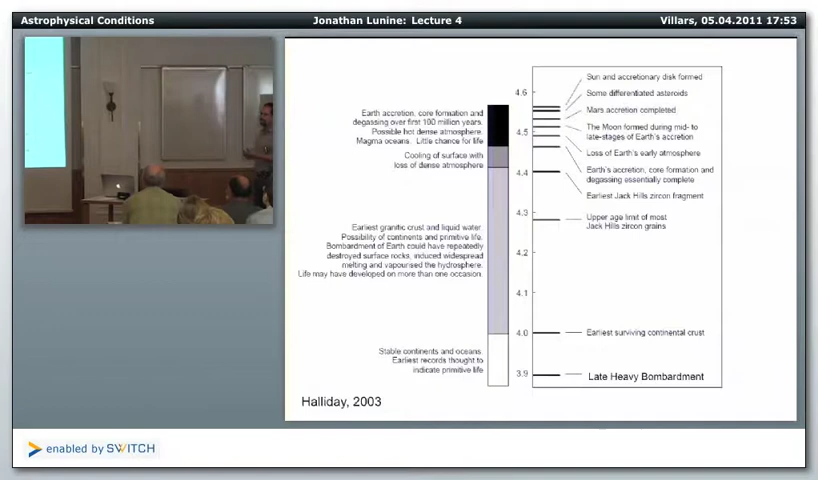 Astrophysical Conditions
Jonathan Lunine: Lecture 4
Villars, 05.04.2011 17:53
Earth accretion, core formation and
degassing over first 100 million years.
Possible hot dense atmosphere.
Magma oceans. Little chance for life
Cooling of surface with
loss of dense atmosphere
Earliest granitic crust and liquid water.
Possibility of continents and primitive life.
Bombardment of Earth could have repeatedly
destroyed surface rocks, induced widespread
melting and vapourised the hydrosphere.
Life may have developed on more than one occasion.
Stable continents and oceans.
Earliest records thought to
indicate primitive life
4.6
4.5
4.4
4.3
4.2
4.1
4.0
3.9
Sun and accretionary disk formed
Some differentiated asteroids
Mars accretion completed
The Moon formed during mid- to
late-stages of Earth's accretion
Loss of Earth's early atmosphere
Earth's accretion, core formation and
degassing essentially complete
Earliest Jack Hills zircon fragment
Upper age limit of most
Jack Hills zircon grains
Earliest surviving continental crust
Late Heavy Bombardment
Halliday, 2003
enabled by SWITCH